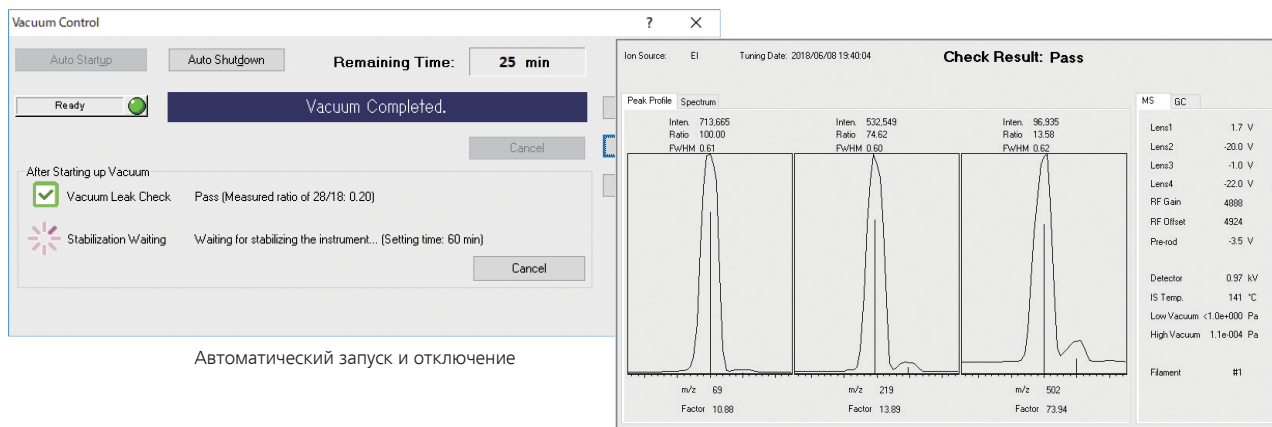 Vacuum Control
? ×
Auto Startup
Auto Shutdown
Remaining Time:
25 min
Ready
Vacuum Completed.
Cancel
After Starting up Vacuum
Vacuum Leak Check
Pass (Measured ratio of 28/18: 0.20)
Stabilization Waiting
Waiting for stabilizing the instrument... (Setting time: 60 min)
Cancel
Автоматический запуск и отключение
Ion Source: EI Tuning Date: 2018/06/08 19:40:04 Check Result: Pass
Peak Profile Spectrum
Inten. 713,665
Ratio 100.00
FWHM 0.61
m/z 69
Factor 10.88
Inten. 532,549
Ratio 74.62
FWHM 0.60
m/z 219
Factor 13.89
Inten. 96,935
Ratio 13.58
FWHM 0.62
m/z 502
Factor 73.94
MS GC
Lens1 1.7 V
Lens2 -20.0 V
Lens3 -1.0 V
Lens4 -22.0 V
RF Gain 4888
RF Offset 4924
Pre-rod -3.5 V
Detector 0.97 kV
IS Temp. 141 °C
Low Vacuum <1.0e+000 Pa
High Vacuum 1.1e-004 Pa
Filament #1